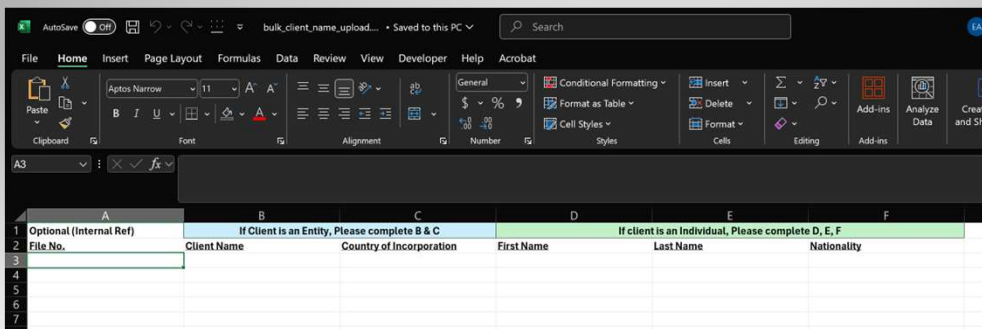 AutoSave Off bulk_client_name_upload.... • Saved to this PC Search EA
File Home Insert Page Layout Formulas Data Review View Developer Help Acrobat
Paste Aptos Narrow 11 A A General Conditional Formatting Insert
B I U A $ % 9 Format as Table Delete Add-ins Analyze Data
Cell Styles Format
Clipboard Font Alignment Number Styles Cells Editing Add-ins
A3 fx
A B C D E F
1 Optional (Internal Ref) If Client is an Entity, Please complete B & C If client is an Individual, Please complete D, E, F
2 File No. Client Name Country of Incorporation First Name Last Name Nationality
3
4
5
6
7